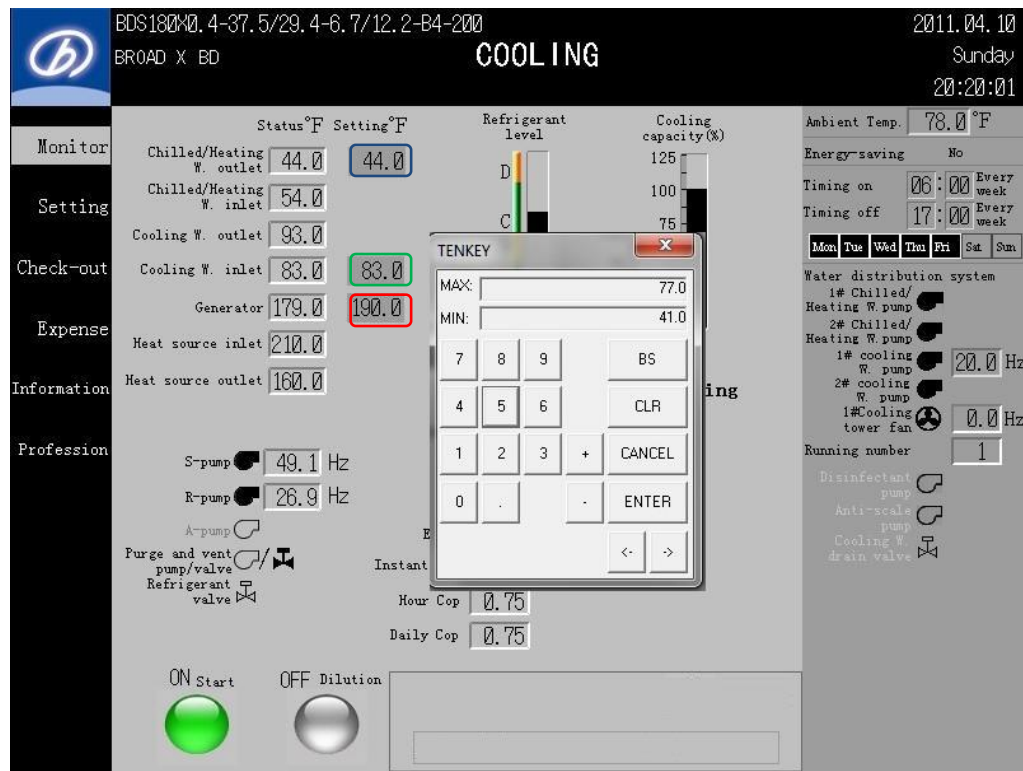 BDS180X0.4-37.5/29.4-6.7/12.2-B4-200
2011.04.10
BROAD X BD
COOLING
Sunday
20:20:01
Monitor
Setting
Check-out
Expense
Information
Profession
Status°F Setting°F
Chilled/Heating W. outlet 44.0 44.0
Chilled/Heating W. inlet 54.0
Cooling W. outlet 93.0
Cooling W. inlet 83.0 83.0
Generator 179.0 190.0
Heat source inlet 210.0
Heat source outlet 160.0
S-pump 49.1 Hz
R-pump 26.9 Hz
A-pump
Purge and vent pump/valve /
Refrigerant valve
Refrigerant level
D
C
Cooling capacity(%)
125
100
75
TENKEY
X
MAX: 77.0
MIN: 41.0
7 8 9 BS
4 5 6 CLR
1 2 3 + CANCEL
0 . - ENTER
<- ->
ing
E
Instant
Hour Cop 0.75
Daily Cop 0.75
ON Start OFF Dilution
Ambient Temp. 78.0 °F
Energy-saving No
Timing on 06:00 Every week
Timing off 17:00 Every week
Mon Tue Wed Thu Fri Sat Sun
Water distribution system
1# Chilled/
Heating W. pump
2# Chilled/
Heating W. pump
1# cooling
W. pump 20.0 Hz
2# cooling
W. pump
1#Cooling
tower fan 0.0 Hz
Running number 1
Disinfectant
pump
Anti-scale
pump
Cooling W.
drain valve